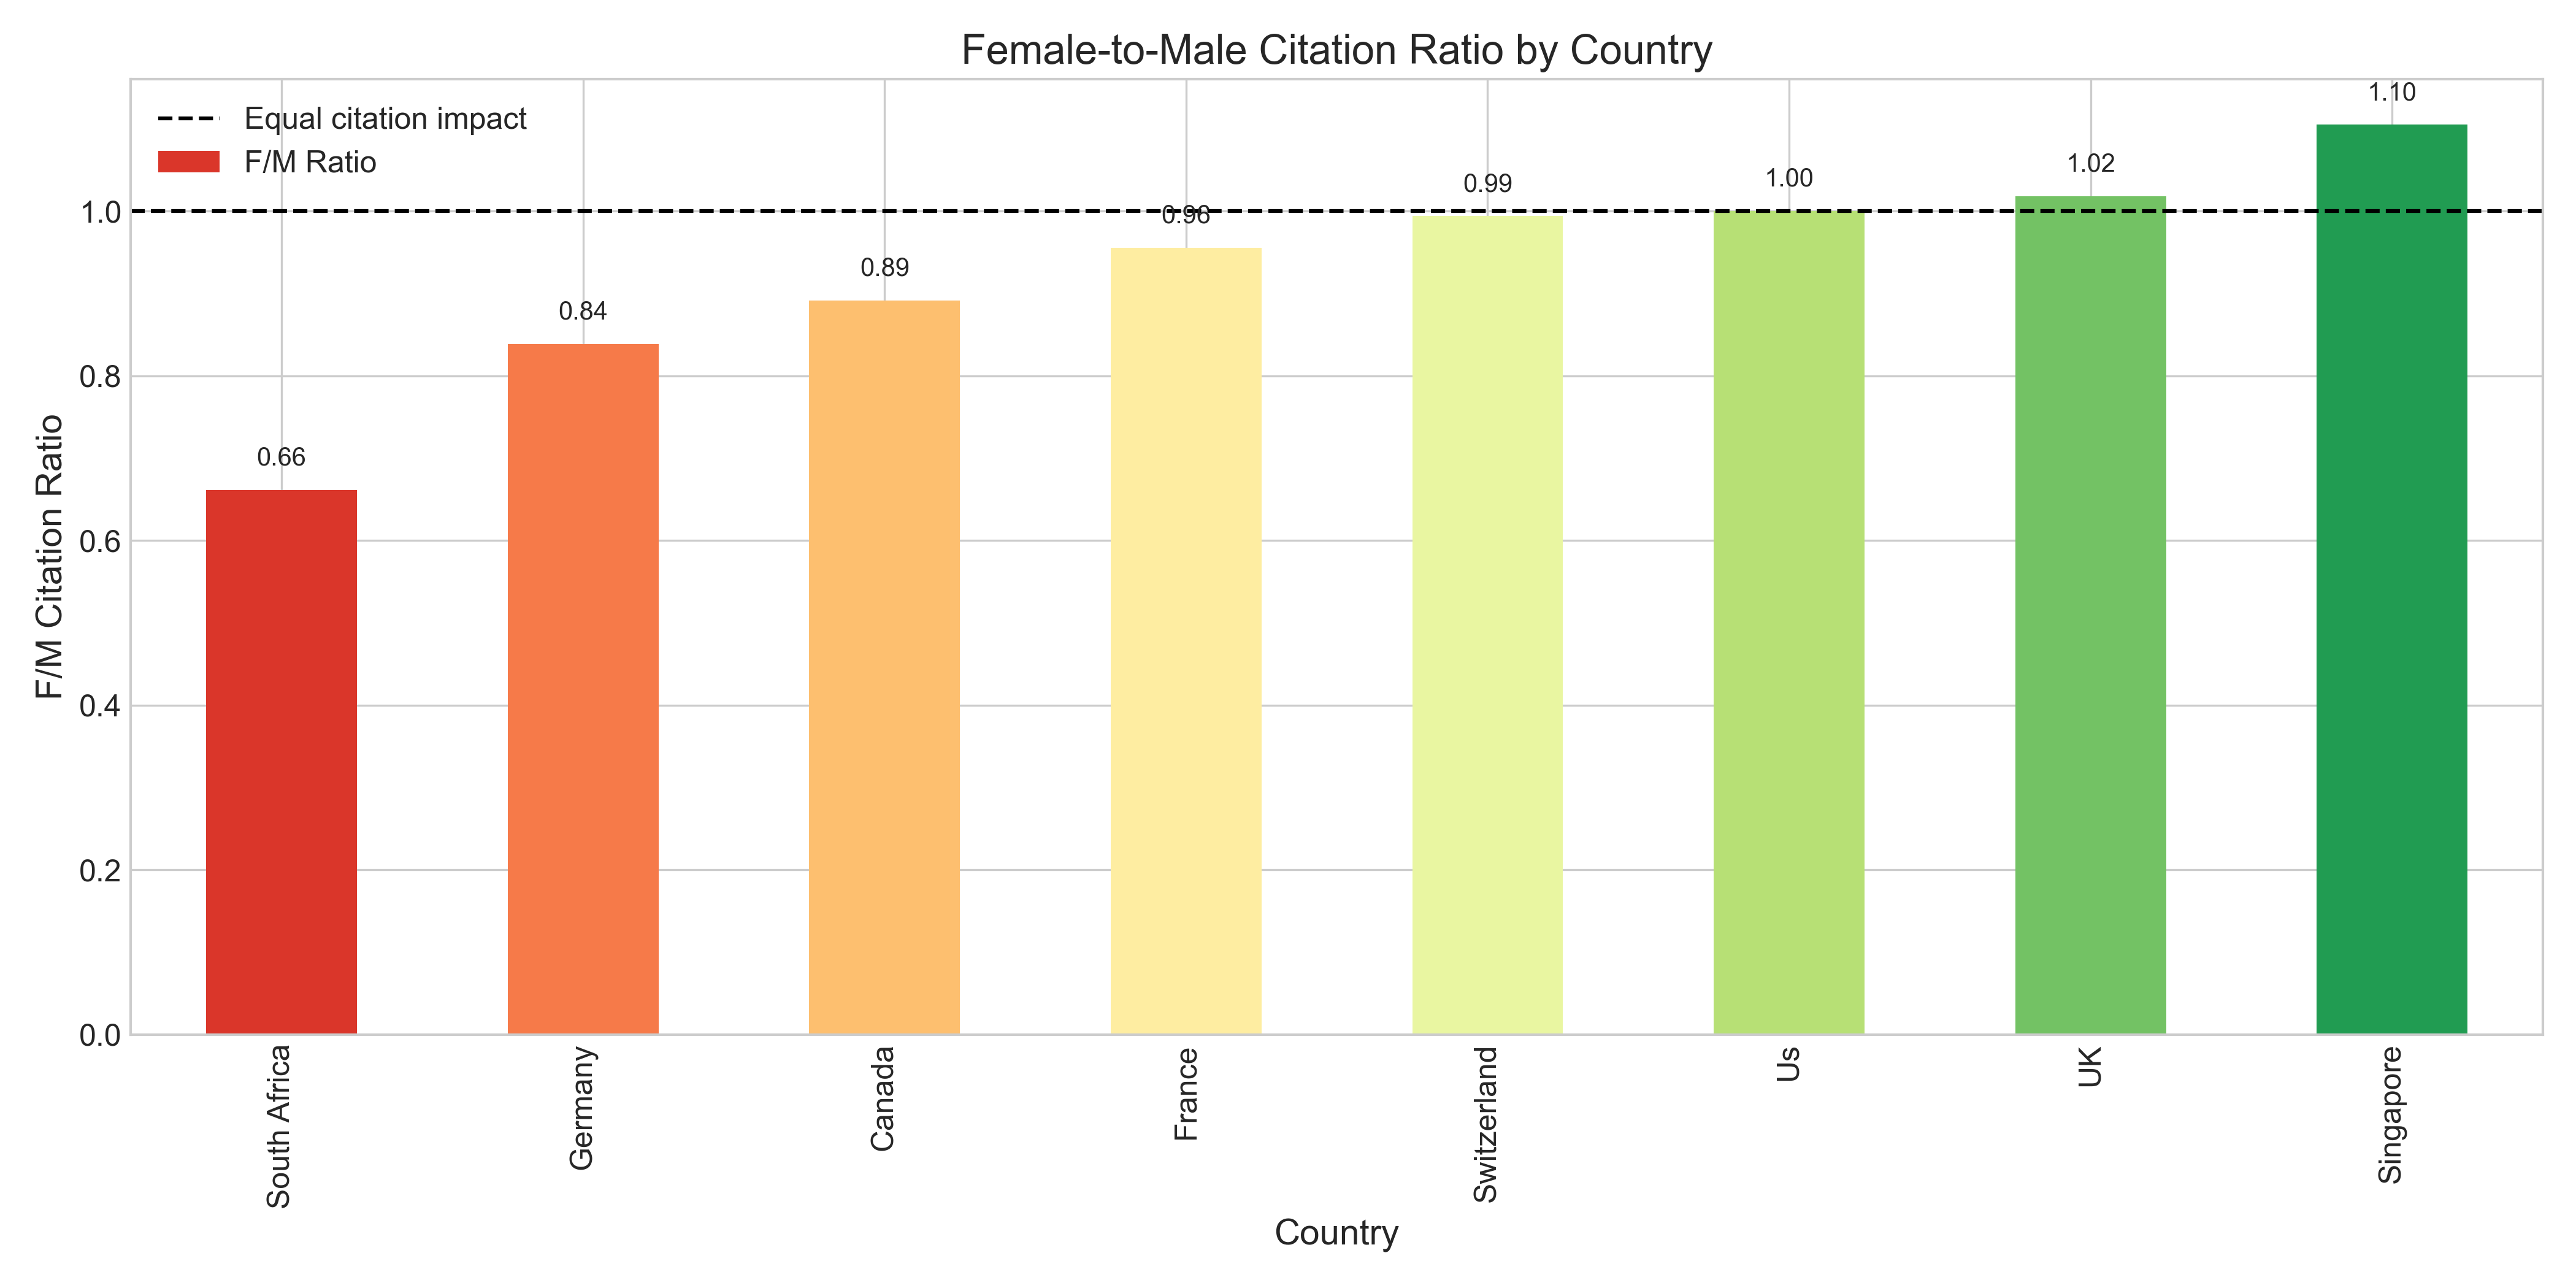 Female-to-Male Citation Ratio by Country
Equal citation impact
F/M Ratio
F/M Citation Ratio
1.0
0.8
0.6
0.4
0.2
0.0
0.66
0.84
0.89
0.96
0.99
1.00
1.02
1.10
South Africa
Germany
Canada
France
Switzerland
Us
UK
Singapore
Country